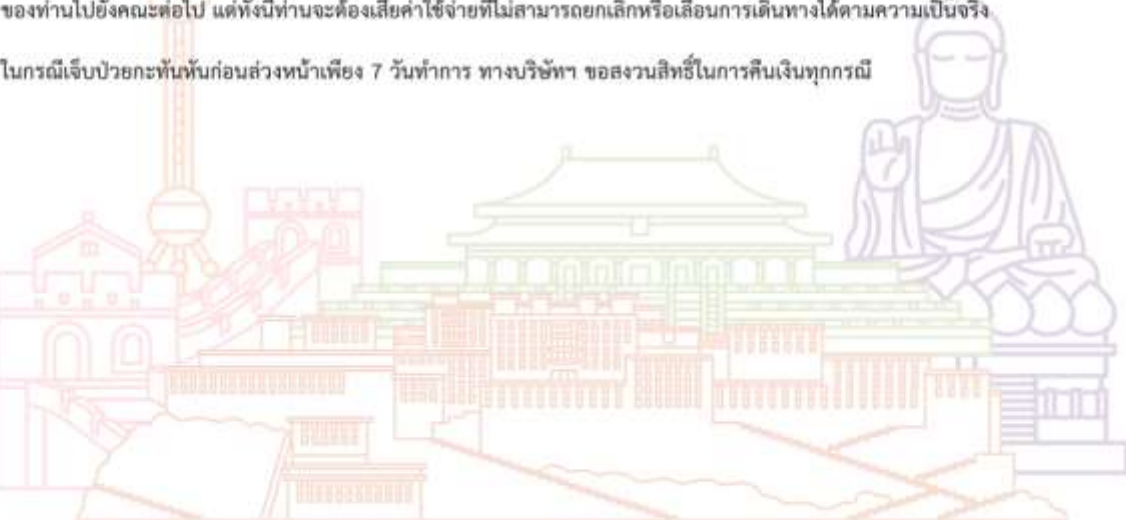 ของท่านไปยังคณะต่อไป แต่ทั้งนี้ท่านจะต้องเสียค่าใช้จ่ายที่ไม่สามารถยกเลิกหรือเลื่อนการเดินทางได้ตามความเป็นจริง
ในกรณีเจ็บป่วยกะทันหันก่อนล่วงหน้าเพียง 7 วันทำการ ทางบริษัทฯ ขอสงวนสิทธิ์ในการคืนเงินทุกกรณี